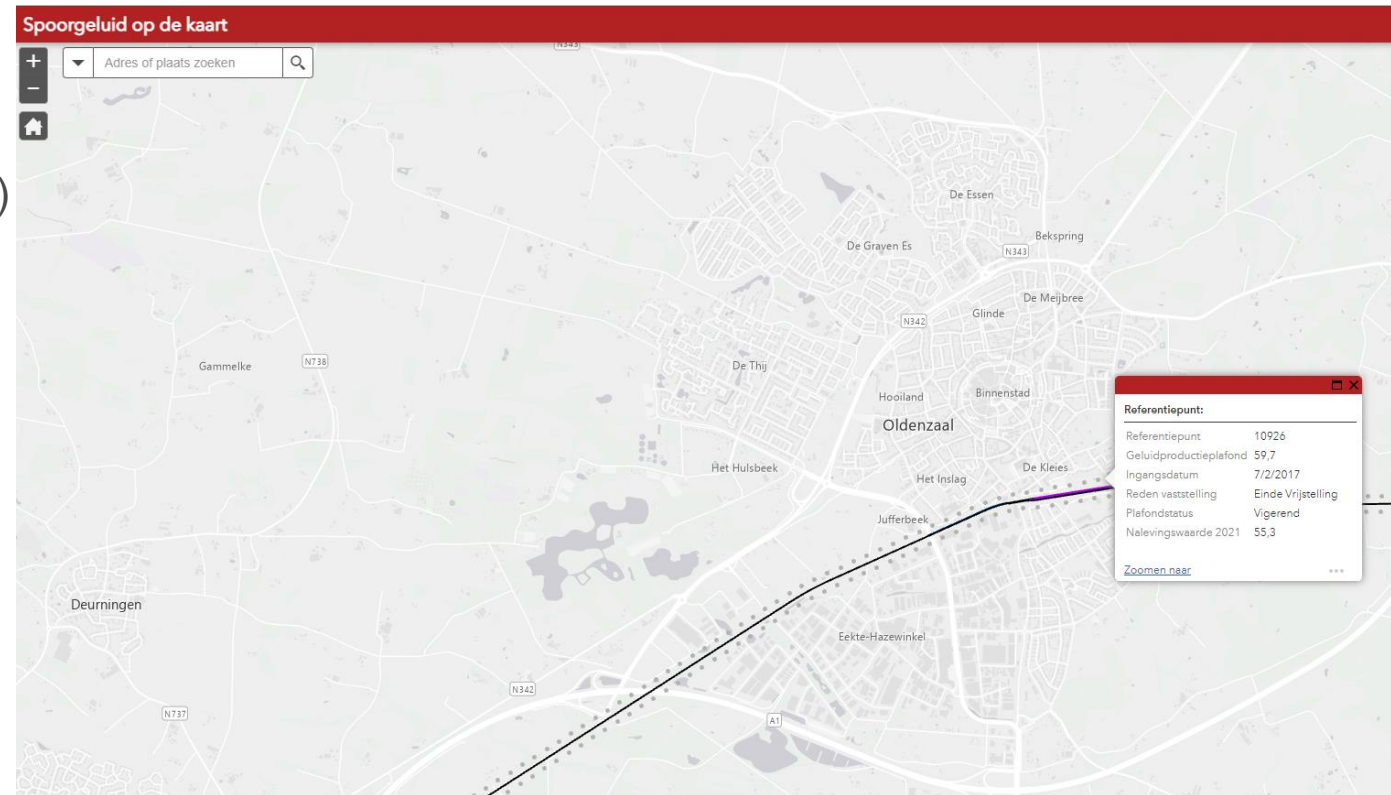 Spoorgeluid op de kaart
)
+
Adres of plaats zoeken
−
N343
De Essen
Bekspring
De Graven Es
N343
De Meijbree
Glinde
N342
Gammelke
N738
De Thij
Binnenstad
Hooiland
Oldenzaal
Het Hulsbeek
De Kleies
Het Inslag
Jufferbeek
Referentiepunt:
Referentiepunt 10926
Geluidproductieplafond 59,7
Ingangsdatum 7/2/2017
Reden vaststelling Einde Vrijstelling
Plafondstatus Vigerend
Nalevingswaarde 2021 55,3
Zoomen naar
Deurningen
Eekte-Hazewinkel
N342
N737
A1